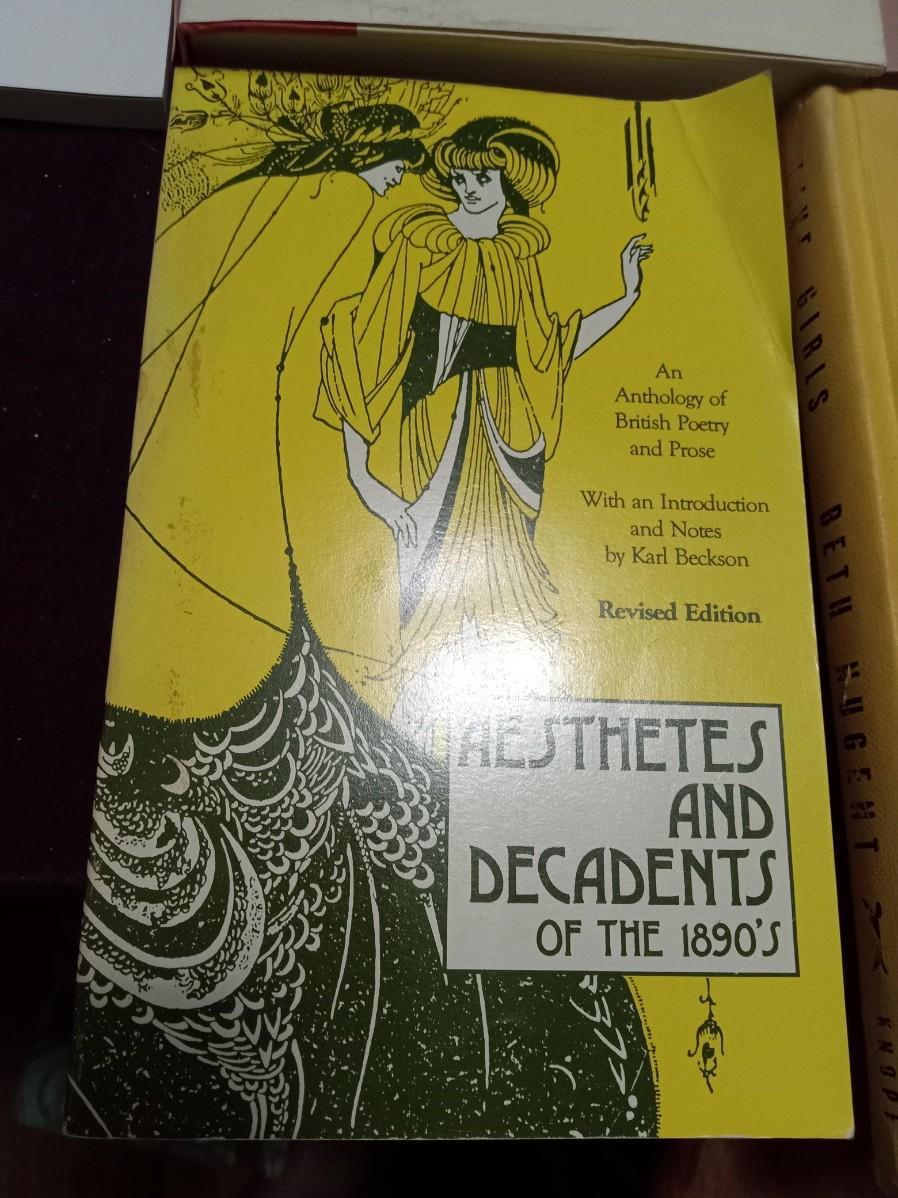 An
Anthology of
British Poetry
and Prose
With an Introduction
and Notes
by Karl Beckson
Revised Edition
AESTHETES
AND
DECADENTS
OF THE 1890'S
GIRLS
BETH NUGENT
KNOPF